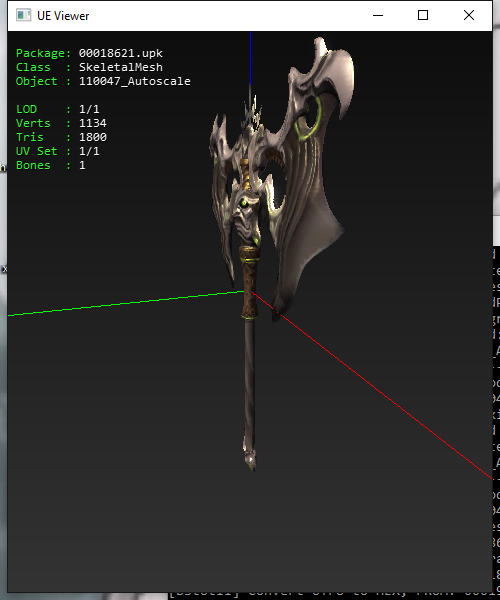 UE Viewer
Package: 00018621.upk
Class : SkeletalMesh
Object : 110047_Autoscale
LOD : 1/1
Verts : 1134
Tris : 1800
UV Set : 1/1
Bones : 1